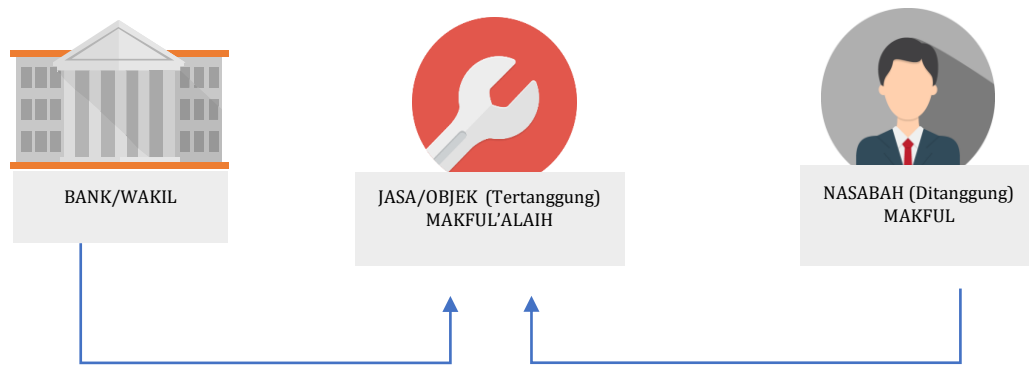 BANK/WAKIL
JASA/OBJEK (Tertanggung)
MAKFUL’ALAIH
NASABAH (Ditanggung)
MAKFUL